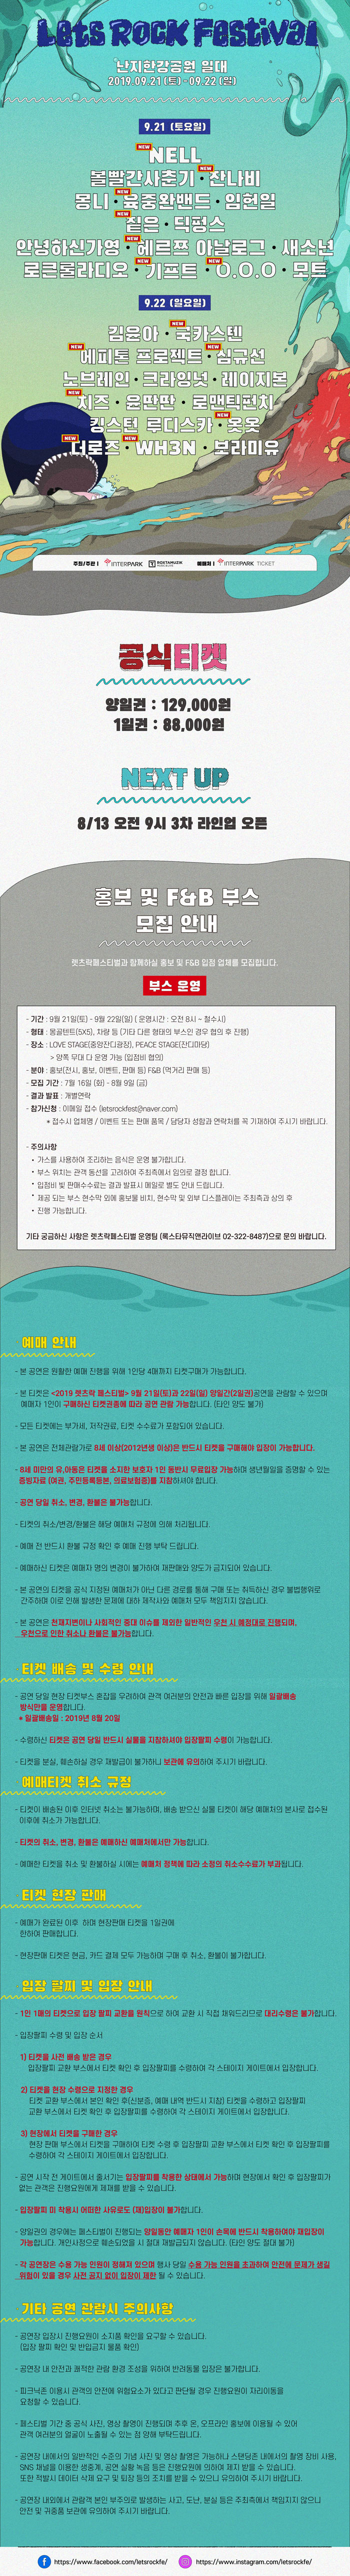 Lets Rock Festival
난지한강공원 일대
2019.09.21(토) - 09.22(일)
9.21 (토요일)
NEW
NELL
NEW
볼빨간사춘기 · 잔나비
NEW
몽니 · 육중완밴드 · 임헌일
NEW
짙은 · 딕펑스
NEW
안녕하신가영 · 헤르쯔 아날로그 · 새소년
NEW NEW
로큰롤라디오 · 기프트 · O.O.O · 모트
9.22 (일요일)
NEW
김윤아 · 국카스텐
NEW NEW
에피톤 프로젝트 · 심규선
노브레인 · 크라잉넛 · 레이지본
NEW
치즈 · 윤딴딴 · 로맨틱펀치
NEW
킹스턴 루디스카 · 웃옷
NEW NEW
더로즈 · WH3N · 보라미유
주최/주관 | INTERPARK ROKTAMUZIK 예매처 | INTERPARK TICKET
공식티켓
양일권 : 129,000원
1일권 : 88,000원
NEXT UP
8/13 오전 9시 3차 라인업 오픈
홍보 및 F&B 부스
모집 안내
렛츠락페스티벌과 함께하실 홍보 및 F&B 입점 업체를 모집합니다.
부스 운영
- 기간 : 9월 21일(토) - 9월 22일(일) ( 운영시간 : 오전 8시 ~ 철수시)
- 형태 : 몽골텐트(5X5), 차량 등 (기타 다른 형태의 부스인 경우 협의 후 진행)
- 장소 : LOVE STAGE(중앙잔디광장), PEACE STAGE(잔디마당)
> 양쪽 무대 다 운영 가능 (입점비 협의)
- 분야 : 홍보(전시, 홍보, 이벤트, 판매 등) F&B (먹거리 판매 등)
- 모집 기간 : 7월 16일 (화) - 8월 9일 (금)
- 결과 발표 : 개별연락
- 참가신청 : 이메일 접수 (letsrockfest@naver.com)
* 접수시 업체명 / 이벤트 또는 판매 품목 / 담당자 성함과 연락처를 꼭 기재하여 주시기 바랍니다.
- 주의사항
• 가스를 사용하여 조리하는 음식은 운영 불가합니다.
• 부스 위치는 관객 동선을 고려하여 주최측에서 임의로 결정 합니다.
• 입점비 및 판매수수료는 결과 발표시 메일로 별도 안내 드립니다.
• 제공 되는 부스 현수막 외에 홍보물 비치, 현수막 및 외부 디스플레이는 주최측과 상의 후
• 진행 가능합니다.
기타 궁금하신 사항은 렛츠락페스티벌 운영팀 (록스타뮤직앤라이브 02-322-8487)으로 문의 바랍니다.
예매 안내
- 본 공연은 원활한 예매 진행을 위해 1인당 4매까지 티켓구매가 가능합니다.
- 본 티켓은 <2019 렛츠락 페스티벌> 9월 21일(토)과 22일(일) 양일간(2일권)공연을 관람할 수 있으며
예매자 1인이 구매하신 티켓권종에 따라 공연 관람 가능합니다. (타인 양도 불가)
- 모든 티켓에는 부가세, 저작권료, 티켓 수수료가 포함되어 있습니다.
- 본 공연은 전체관람가로 8세 이상(2012년생 이상)은 반드시 티켓을 구매해야 입장이 가능합니다.
- 8세 미만의 유,아동은 티켓을 소지한 보호자 1인 동반시 무료입장 가능하며 생년월일을 증명할 수 있는
증빙자료 (여권, 주민등록등본, 의료보험증)를 지참하셔야 합니다.
- 공연 당일 취소, 변경, 환불은 불가능합니다.
- 티켓의 취소/변경/환불은 해당 예매처 규정에 의해 처리됩니다.
- 예매 전 반드시 환불 규정 확인 후 예매 진행 부탁 드립니다.
- 예매하신 티켓은 예매자 명의 변경이 불가하여 재판매와 양도가 금지되어 있습니다.
- 본 공연의 티켓을 공식 지정된 예매처가 아닌 다른 경로를 통해 구매 또는 취득하신 경우 불법행위로
간주하며 이로 인해 발생한 문제에 대하 제작사와 예매처 모두 책임지지 않습니다.
- 본 공연은 천재지변이나 사회적인 중대 이슈를 제외한 일반적인 우천 시 예정대로 진행되며,
우천으로 인한 취소나 환불은 불가능합니다.
티켓 배송 및 수령 안내
- 공연 당일 현장 티켓부스 혼잡을 우려하여 관객 여러분의 안전과 빠른 입장을 위해 일괄배송
방식만을 운영합니다.
* 일괄배송일 : 2019년 8월 20일
- 수령하신 티켓은 공연 당일 반드시 실물을 지참하셔야 입장팔찌 수령이 가능합니다.
- 티켓을 분실, 훼손하실 경우 재발급이 불가하니 보관에 유의하여 주시기 바랍니다.
예매티켓 취소 규정
- 티켓이 배송된 이후 인터넷 취소는 불가능하며, 배송 받으신 실물 티켓이 해당 예매처의 본사로 접수된
이후에 취소가 가능합니다.
- 티켓의 취소, 변경, 환불은 예매하신 예매처에서만 가능합니다.
- 예매한 티켓을 취소 및 환불하실 시에는 예매처 정책에 따라 소정의 취소수수료가 부과됩니다.
티켓 현장 판매
- 예매가 완료된 이후 하며 현장판매 티켓을 1일권에
한하여 판매합니다.
- 현장판매 티켓은 현금, 카드 결제 모두 가능하며 구매 후 취소, 환불이 불가합니다.
입장 팔찌 및 입장 안내
- 1인 1매의 티켓으로 입장 팔찌 교환을 원칙으로 하여 교환 시 직접 채워드리므로 대리수령은 불가합니다.
- 입장팔찌 수령 및 입장 순서
1) 티켓을 사전 배송 받은 경우
입장팔찌 교환 부스에서 티켓 확인 후 입장팔찌를 수령하여 각 스테이지 게이트에서 입장합니다.
2) 티켓을 현장 수령으로 지정한 경우
티켓 교환 부스에서 본인 확인 후(신분증, 예매 내역 반드시 지참) 티켓을 수령하고 입장팔찌
교환 부스에서 티켓 확인 후 입장팔찌를 수령하여 각 스테이지 게이트에서 입장합니다.
3) 현장에서 티켓을 구매한 경우
현장 판매 부스에서 티켓을 구매하여 티켓 수령 후 입장팔찌 교환 부스에서 티켓 확인 후 입장팔찌를
수령하여 각 스테이지 게이트에서 입장합니다.
- 공연 시작 전 게이트에서 줄서기는 입장팔찌를 착용한 상태에서 가능하며 현장에서 확인 후 입장팔찌가
없는 관객은 진행요원에게 제재를 받을 수 있습니다.
- 입장팔찌 미 착용시 어떠한 사유로도 (재)입장이 불가합니다.
- 양일권의 경우에는 페스티벌이 진행되는 양일동안 예매자 1인이 손목에 반드시 착용하여야 재입장이
가능합니다. 개인사정으로 훼손되었을 시 절대 재발급되지 않습니다. (타인 양도 절대 불가)
- 각 공연장은 수용 가능 인원이 정해져 있으며 행사 당일 수용 가능 인원을 초과하여 안전에 문제가 생길
위험이 있을 경우 사전 공지 없이 입장이 제한 될 수 있습니다.
기타 공연 관람시 주의사항
- 공연장 입장시 진행요원이 소지품 확인을 요구할 수 있습니다.
(입장 팔찌 확인 및 반입금지 물품 확인)
- 공연장 내 안전과 쾌적한 관람 환경 조성을 위하여 반려동물 입장은 불가합니다.
- 피크닉존 이용시 관객의 안전에 위험요소가 있다고 판단될 경우 진행요원이 자리이동을
요청할 수 있습니다.
- 페스티벌 기간 중 공식 사진, 영상 촬영이 진행되며 추후 온, 오프라인 홍보에 이용될 수 있어
관객 여러분의 얼굴이 노출될 수 있는 점 양해 부탁드립니다.
- 공연장 내에서의 일반적인 수준의 기념 사진 및 영상 촬영은 가능하나 스탠딩존 내에서의 촬영 장비 사용,
SNS 채널을 이용한 생중계, 공연 실황 녹음 등은 진행요원에 의하여 제지 받을 수 있습니다.
또한 적발시 데이터 삭제 요구 및 퇴장 등의 조치를 받을 수 있으니 유의하여 주시기 바랍니다.
- 공연장 내외에서 관람객 본인 부주의로 발생하는 사고, 도난, 분실 등은 주최측에서 책임지지 않으니
안전 및 귀중품 보관에 유의하여 주시기 바랍니다.
https://www.facebook.com/letsrockfe/ https://www.instagram.com/letsrockfe/